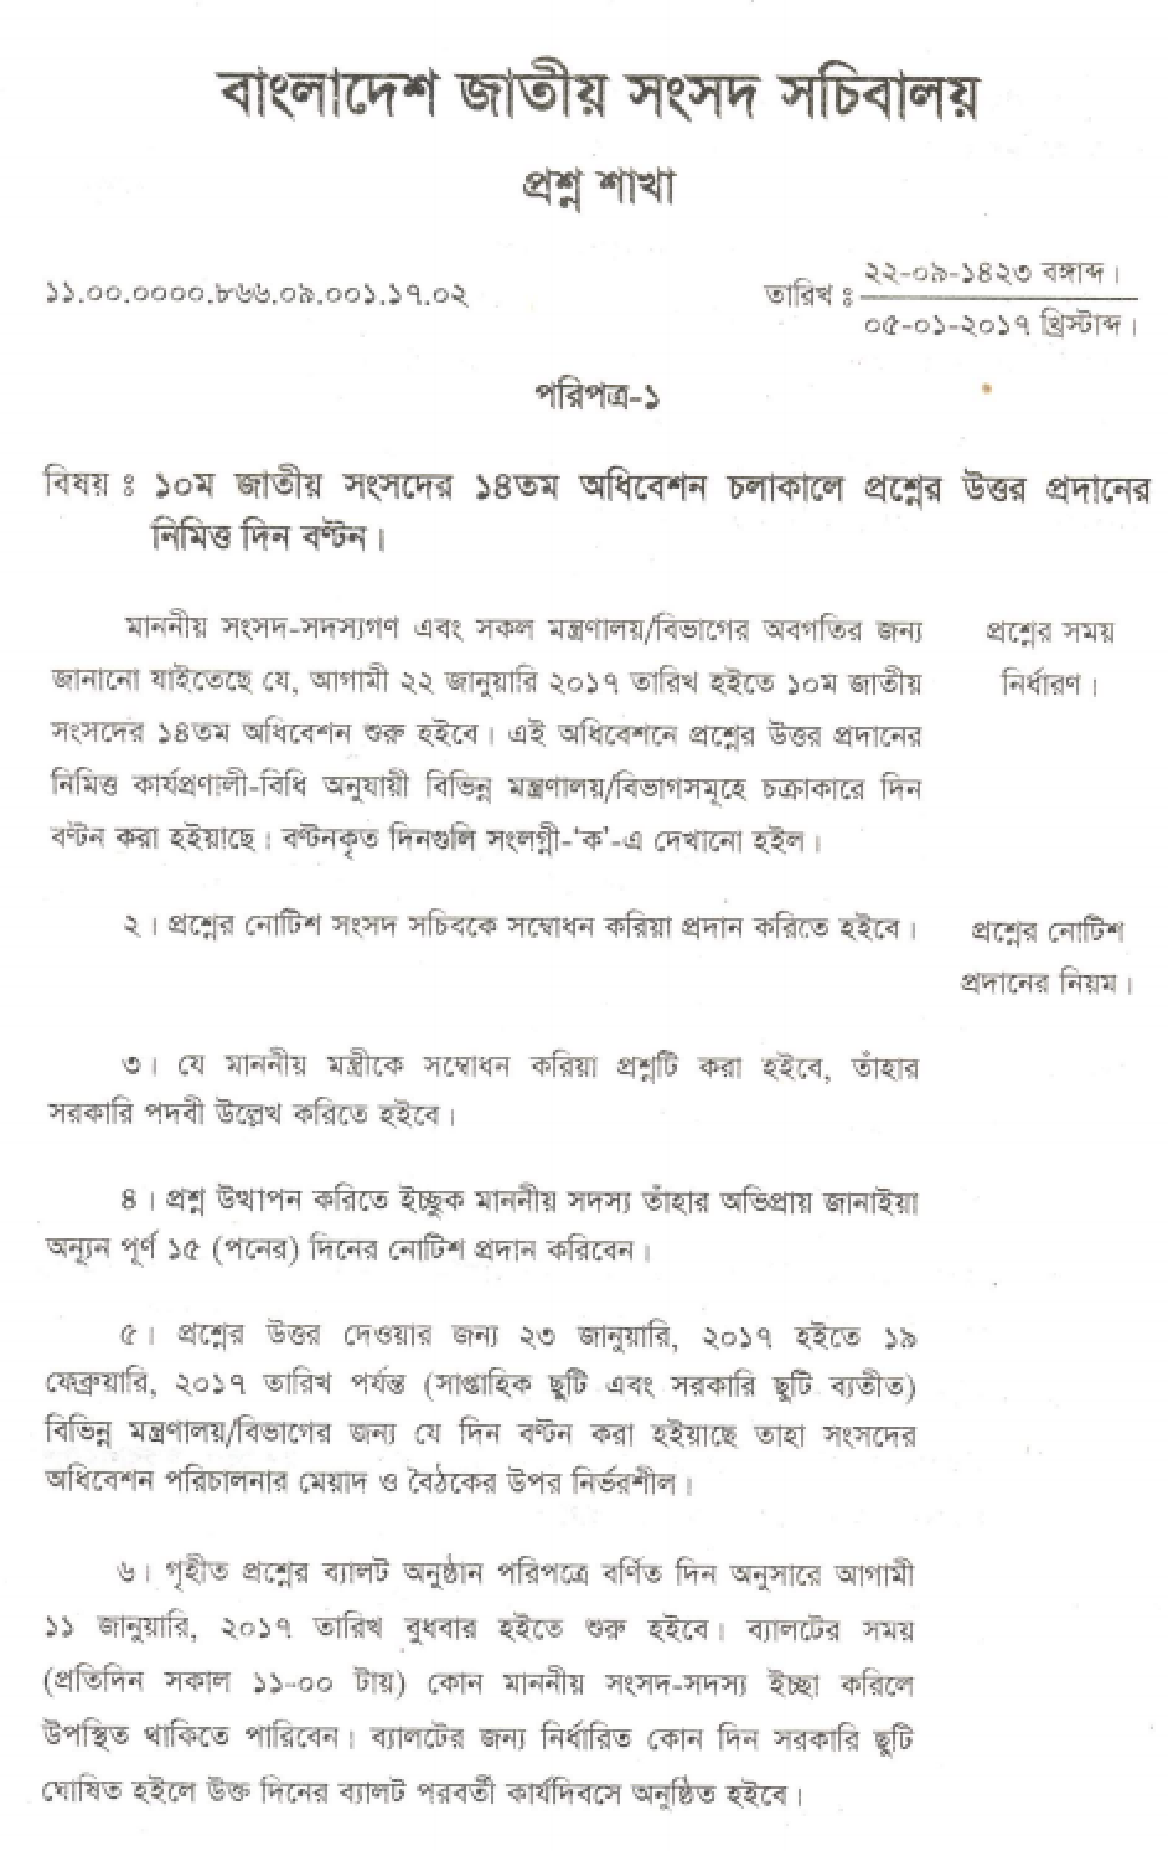 বাংলাদেশ জাতীয় সংসদ সচিবালয়
প্রশ্ন শাখা
১১.০০.০০০০.৮৬৬.০৯.০০১.১৭.০২
তারিখ ঃ
২২-০৯-১৪২৩ বঙ্গাব্দ।
০৫-০১-২০১৭ খ্রিস্টাব্দ।
পরিপত্র-১
বিষয় ঃ ১০ম জাতীয় সংসদের ১৪তম অধিবেশন চলাকালে প্রশ্নের উত্তর প্রদানের
নিমিত্ত দিন বণ্টন।
মাননীয় সংসদ-সদস্যগণ এবং সকল মন্ত্রণালয়/বিভাগের অবগতির জন্য
জানানো যাইতেছে যে, আগামী ২২ জানুয়ারি ২০১৭ তারিখ হইতে ১০ম জাতীয়
সংসদের ১৪তম অধিবেশন শুরু হইবে। এই অধিবেশনে প্রশ্নের উত্তর প্রদানের
নিমিত্ত কার্যপ্রণালী-বিধি অনুযায়ী বিভিন্ন মন্ত্রণালয়/বিভাগসমূহে চক্রাকারে দিন
বণ্টন করা হইয়াছে। বণ্টনকৃত দিনগুলি সংলগ্নী-‘ক’-এ দেখানো হইল।
প্রশ্নের সময়
নির্ধারণ।
২। প্রশ্নের নোটিশ সংসদ সচিবকে সম্বোধন করিয়া প্রদান করিতে হইবে।
প্রশ্নের নোটিশ
প্রদানের নিয়ম।
৩। যে মাননীয় মন্ত্রীকে সম্বোধন করিয়া প্রশ্নটি করা হইবে, তাঁহার
সরকারি পদবী উল্লেখ করিতে হইবে।
৪। প্রশ্ন উত্থাপন করিতে ইচ্ছুক মাননীয় সদস্য তাঁহার অভিপ্রায় জানাইয়া
অন্যূন পূর্ণ ১৫ (পনের) দিনের নোটিশ প্রদান করিবেন।
৫। প্রশ্নের উত্তর দেওয়ার জন্য ২৩ জানুয়ারি, ২০১৭ হইতে ১৯
ফেব্রুয়ারি, ২০১৭ তারিখ পর্যন্ত (সাপ্তাহিক ছুটি এবং সরকারি ছুটি ব্যতীত)
বিভিন্ন মন্ত্রণালয়/বিভাগের জন্য যে দিন বণ্টন করা হইয়াছে তাহা সংসদের
অধিবেশন পরিচালনার মেয়াদ ও বৈঠকের উপর নির্ভরশীল।
৬। গৃহীত প্রশ্নের ব্যালট অনুষ্ঠান পরিপত্রে বর্ণিত দিন অনুসারে আগামী
১১ জানুয়ারি, ২০১৭ তারিখ বুধবার হইতে শুরু হইবে। ব্যালটের সময়
(প্রতিদিন সকাল ১১-০০ টায়) কোন মাননীয় সংসদ-সদস্য ইচ্ছা করিলে
উপস্থিত থাকিতে পারিবেন। ব্যালটের জন্য নির্ধারিত কোন দিন সরকারি ছুটি
ঘোষিত হইলে উক্ত দিনের ব্যালট পরবর্তী কার্যদিবসে অনুষ্ঠিত হইবে।